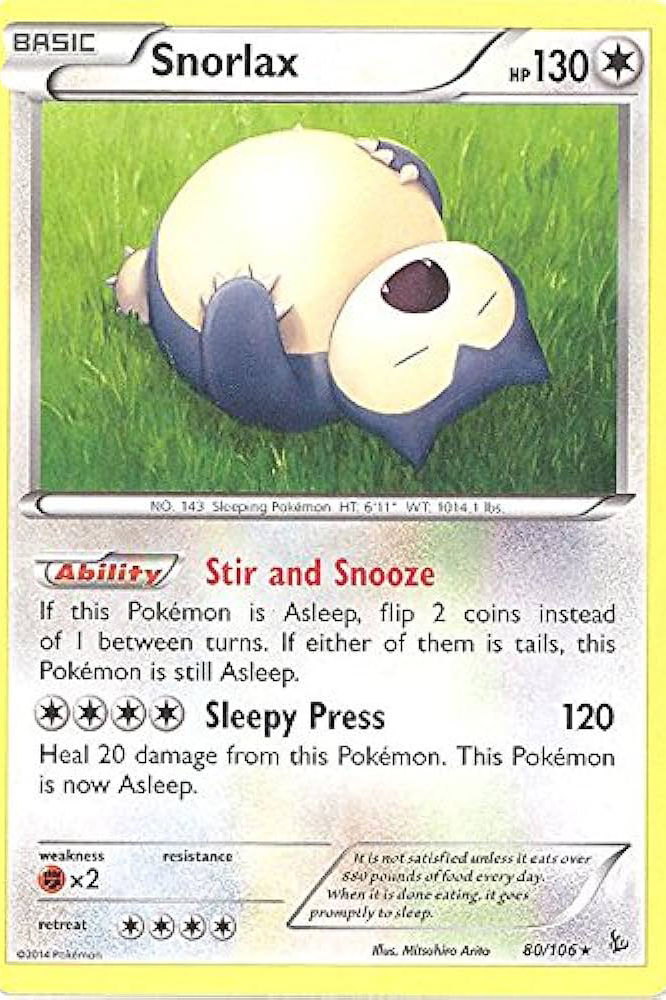 BASIC
Snorlax
HP 130
NO. 143 Sleeping Pokémon HT: 6'11" WT: 1014.1 lbs.
Ability Stir and Snooze
If this Pokémon is Asleep, flip 2 coins instead
of 1 between turns. If either of them is tails, this
Pokémon is still Asleep.
Sleepy Press 120
Heal 20 damage from this Pokémon. This Pokémon
is now Asleep.
weakness resistance
×2
retreat
It is not satisfied unless it eats over
880 pounds of food every day.
When it is done eating, it goes
promptly to sleep.
©2014 Pokémon
Illus. Mitsuhiro Arita
80/106★